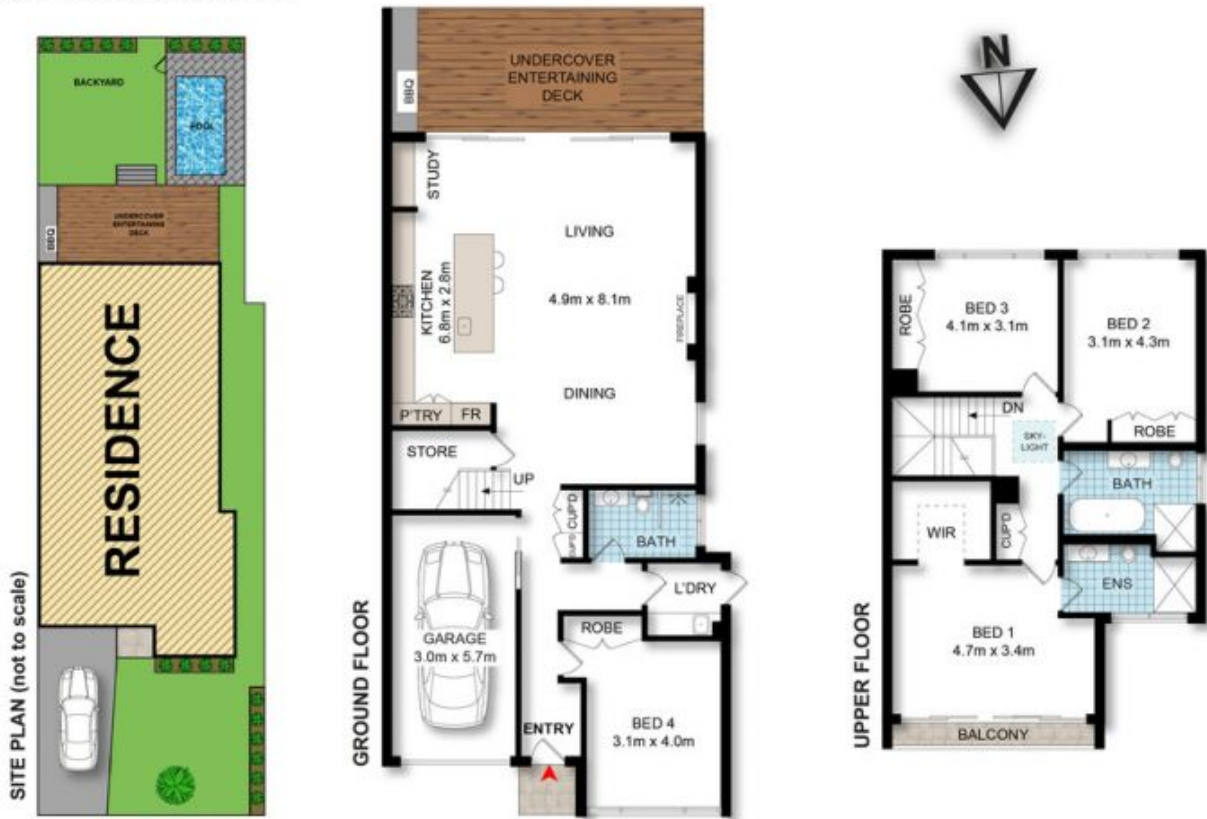 SITE PLAN (not to scale)
BACKYARD
POOL
UNDERCOVER
ENTERTAINING
DECK
BBQ
RESIDENCE
GROUND FLOOR
UNDERCOVER
ENTERTAINING
DECK
BBQ
STUDY
LIVING
KITCHEN
6.8m x 2.8m
4.9m x 8.1m
FIREPLACE
DINING
P'TRY
FR
STORE
UP
CUP'D
CUP'D
BATH
L'DRY
GARAGE
3.0m x 5.7m
ROBE
ENTRY
BED 4
3.1m x 4.0m
N
UPPER FLOOR
ROBE
BED 3
4.1m x 3.1m
BED 2
3.1m x 4.3m
DN
SKY-
LIGHT
ROBE
BATH
WIR
CUP'D
ENS
BED 1
4.7m x 3.4m
BALCONY